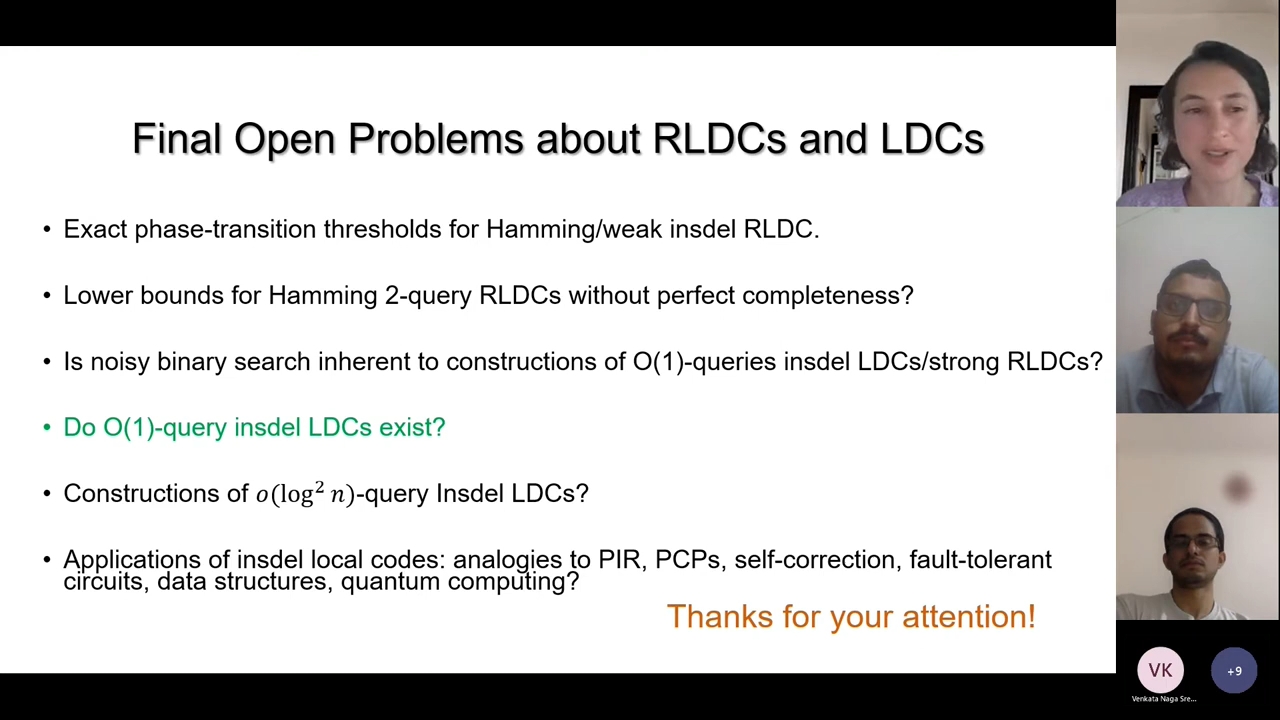 Final Open Problems about RLDCs and LDCs
• Exact phase-transition thresholds for Hamming/weak insdel RLDC.
• Lower bounds for Hamming 2-query RLDCs without perfect completeness?
• Is noisy binary search inherent to constructions of O(1)-queries insdel LDCs/strong RLDCs?
• Do O(1)-query insdel LDCs exist?
• Constructions of o(log² n)-query Insdel LDCs?
• Applications of insdel local codes: analogies to PIR, PCPs, self-correction, fault-tolerant
circuits, data structures, quantum computing?
Thanks for your attention!
VK
+9
Venkata Naga Sre...